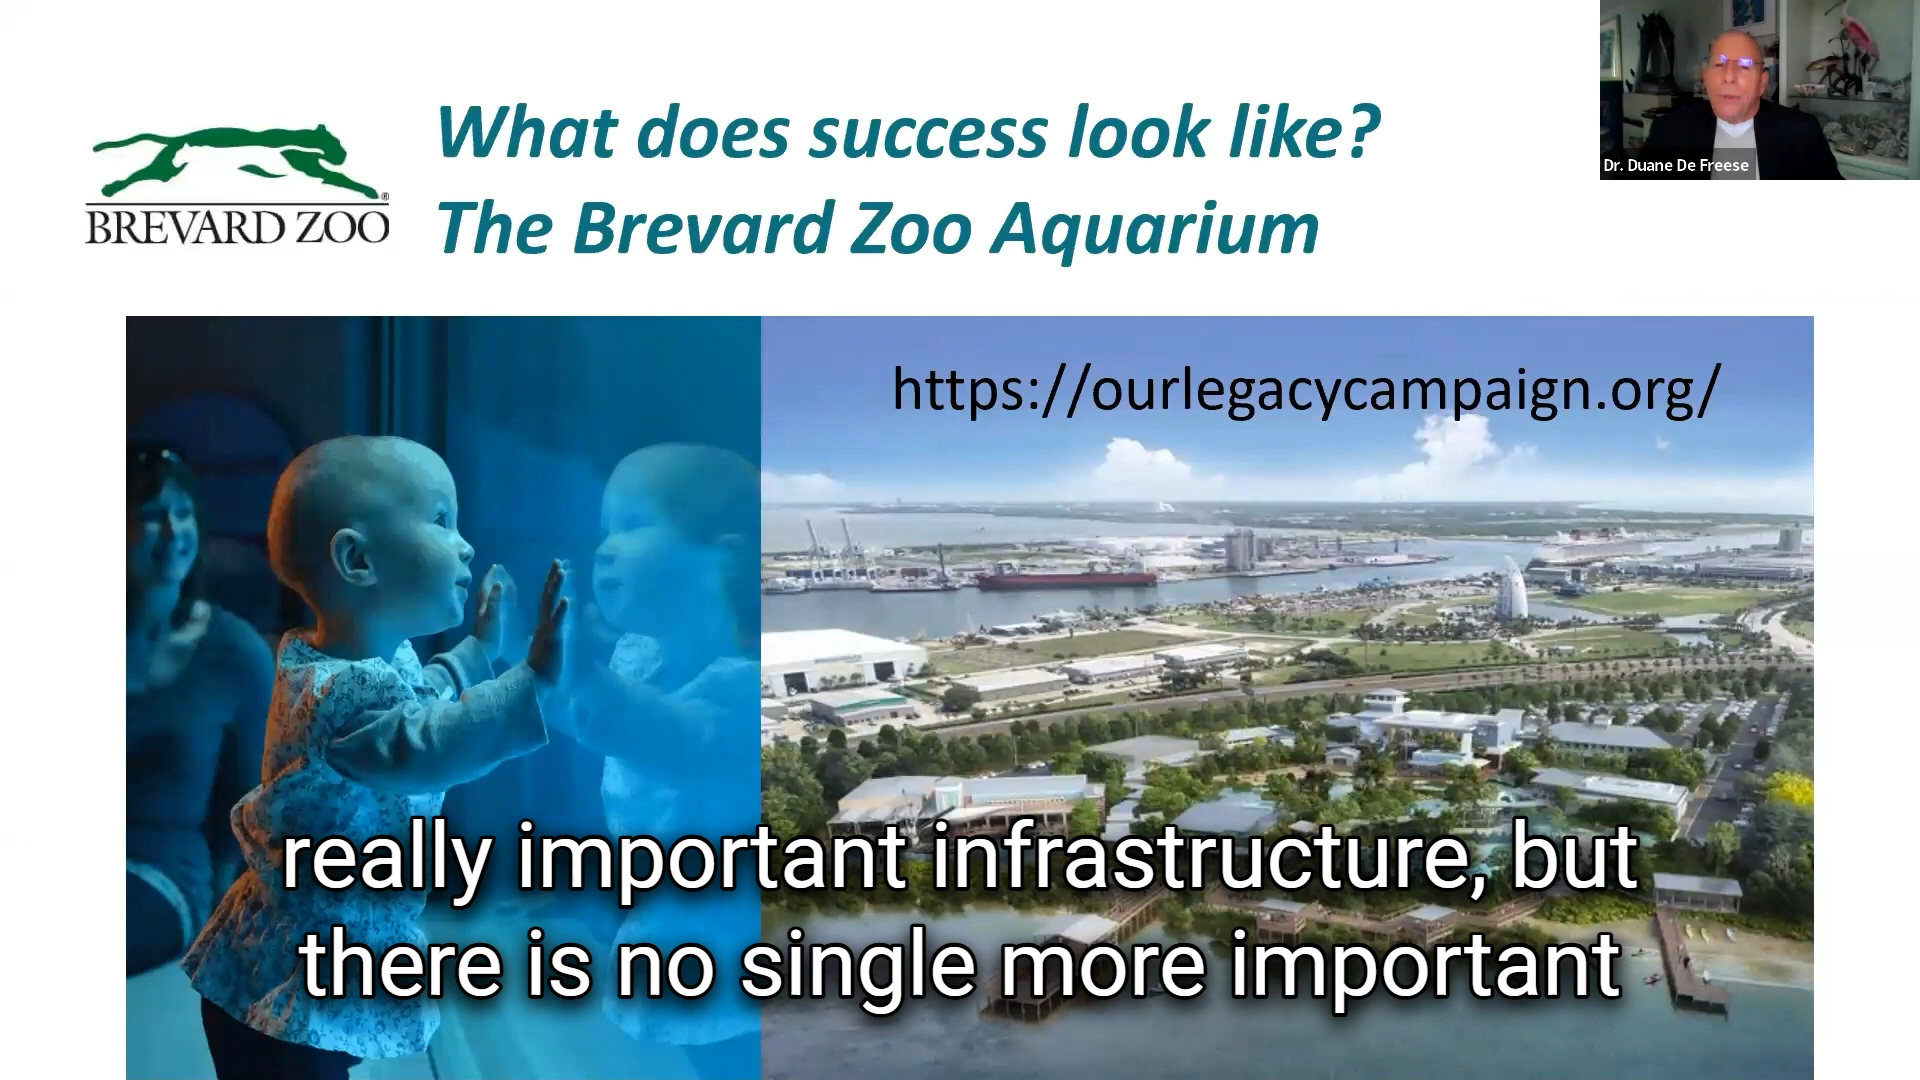 What does success look like?
The Brevard Zoo Aquarium
BREVARD ZOO
®
Dr. Duane De Freese
https://ourlegacycampaign.org/
really important infrastructure, but
there is no single more important